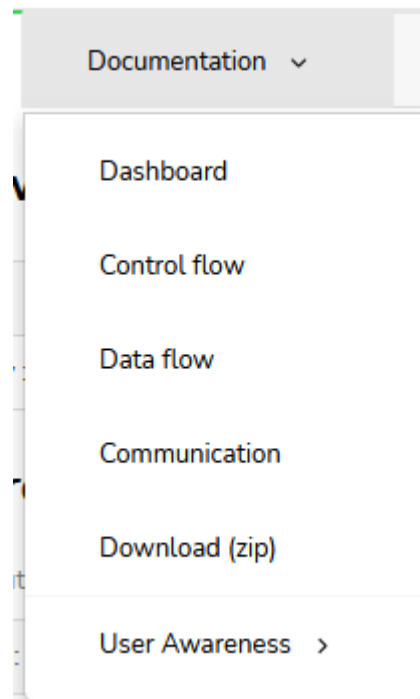 Documentation
Dashboard
Control flow
Data flow
Communication
Download (zip)
User Awareness